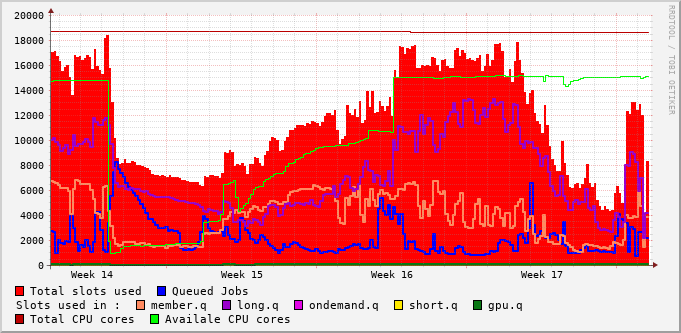 20000
18000
16000
14000
12000
10000
8000
6000
4000
2000
0
Week 14 Week 15 Week 16 Week 17
RRDTOOL / TOBI OETIKER
Total slots used Queued Jobs
Slots used in : member.q long.q ondemand.q short.q gpu.q
Total CPU cores Availale CPU cores